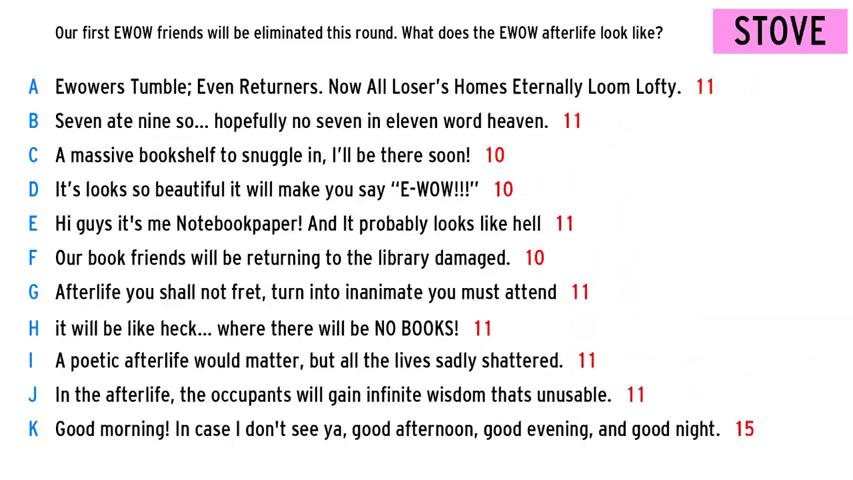 Our first EWOW friends will be eliminated this round. What does the EWOW afterlife look like?
STOVE
A Ewowers Tumble; Even Returners. Now All Loser's Homes Eternally Loom Lofty. 11
B Seven ate nine so... hopefully no seven in eleven word heaven. 11
C A massive bookshelf to snuggle in, I'll be there soon! 10
D It's looks so beautiful it will make you say “E-WOW!!!” 10
E Hi guys it's me Notebookpaper! And It probably looks like hell 11
F Our book friends will be returning to the library damaged. 10
G Afterlife you shall not fret, turn into inanimate you must attend 11
H it will be like heck... where there will be NO BOOKS! 11
I A poetic afterlife would matter, but all the lives sadly shattered. 11
J In the afterlife, the occupants will gain infinite wisdom thats unusable. 11
K Good morning! In case I don't see ya, good afternoon, good evening, and good night. 15